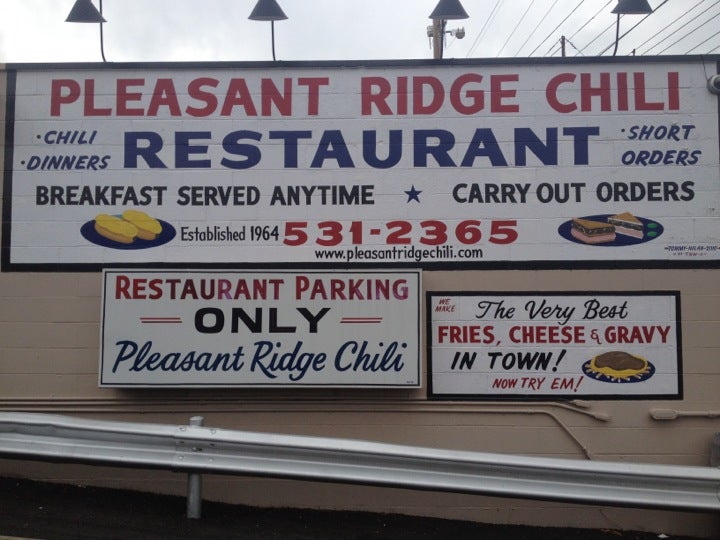 PLEASANT RIDGE CHILI
·CHILI
·DINNERS
RESTAURANT
·SHORT
ORDERS
BREAKFAST SERVED ANYTIME ★ CARRY OUT ORDERS
Established 1964 531-2365
www.pleasantridgechili.com
RESTAURANT PARKING
ONLY
Pleasant Ridge Chili
WE
MAKE
The Very Best
FRIES, CHEESE & GRAVY
IN TOWN!
NOW TRY EM!